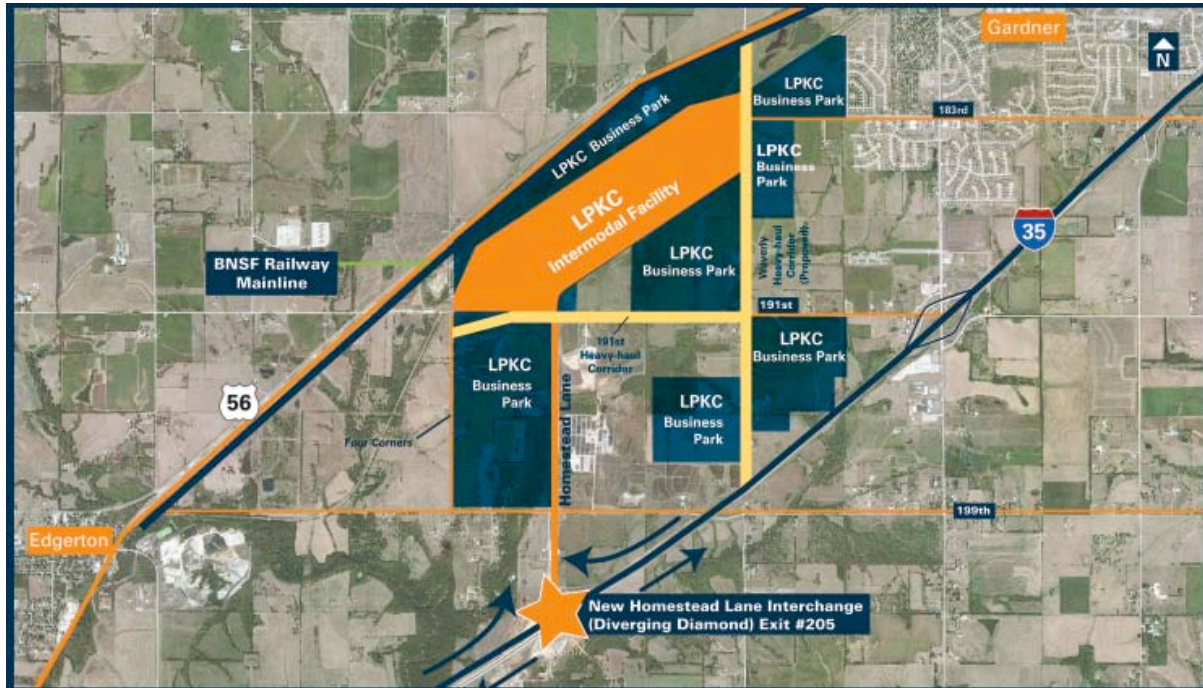 Gardner
N
LPKC
Business Park
183rd
LPKC Business Park
LPKC
Business
Park
LPKC
Intermodal Facility
35
BNSF Railway
Mainline
LPKC
Business Park
Waverly
Heavy-haul
Corridor
(Proposed)
191st
191st
Heavy-haul
Corridor
LPKC
Business Park
LPKC
Business
Park
56
LPKC
Business
Park
Four Corners
Homestead Lane
199th
Edgerton
New Homestead Lane Interchange
(Diverging Diamond) Exit #205